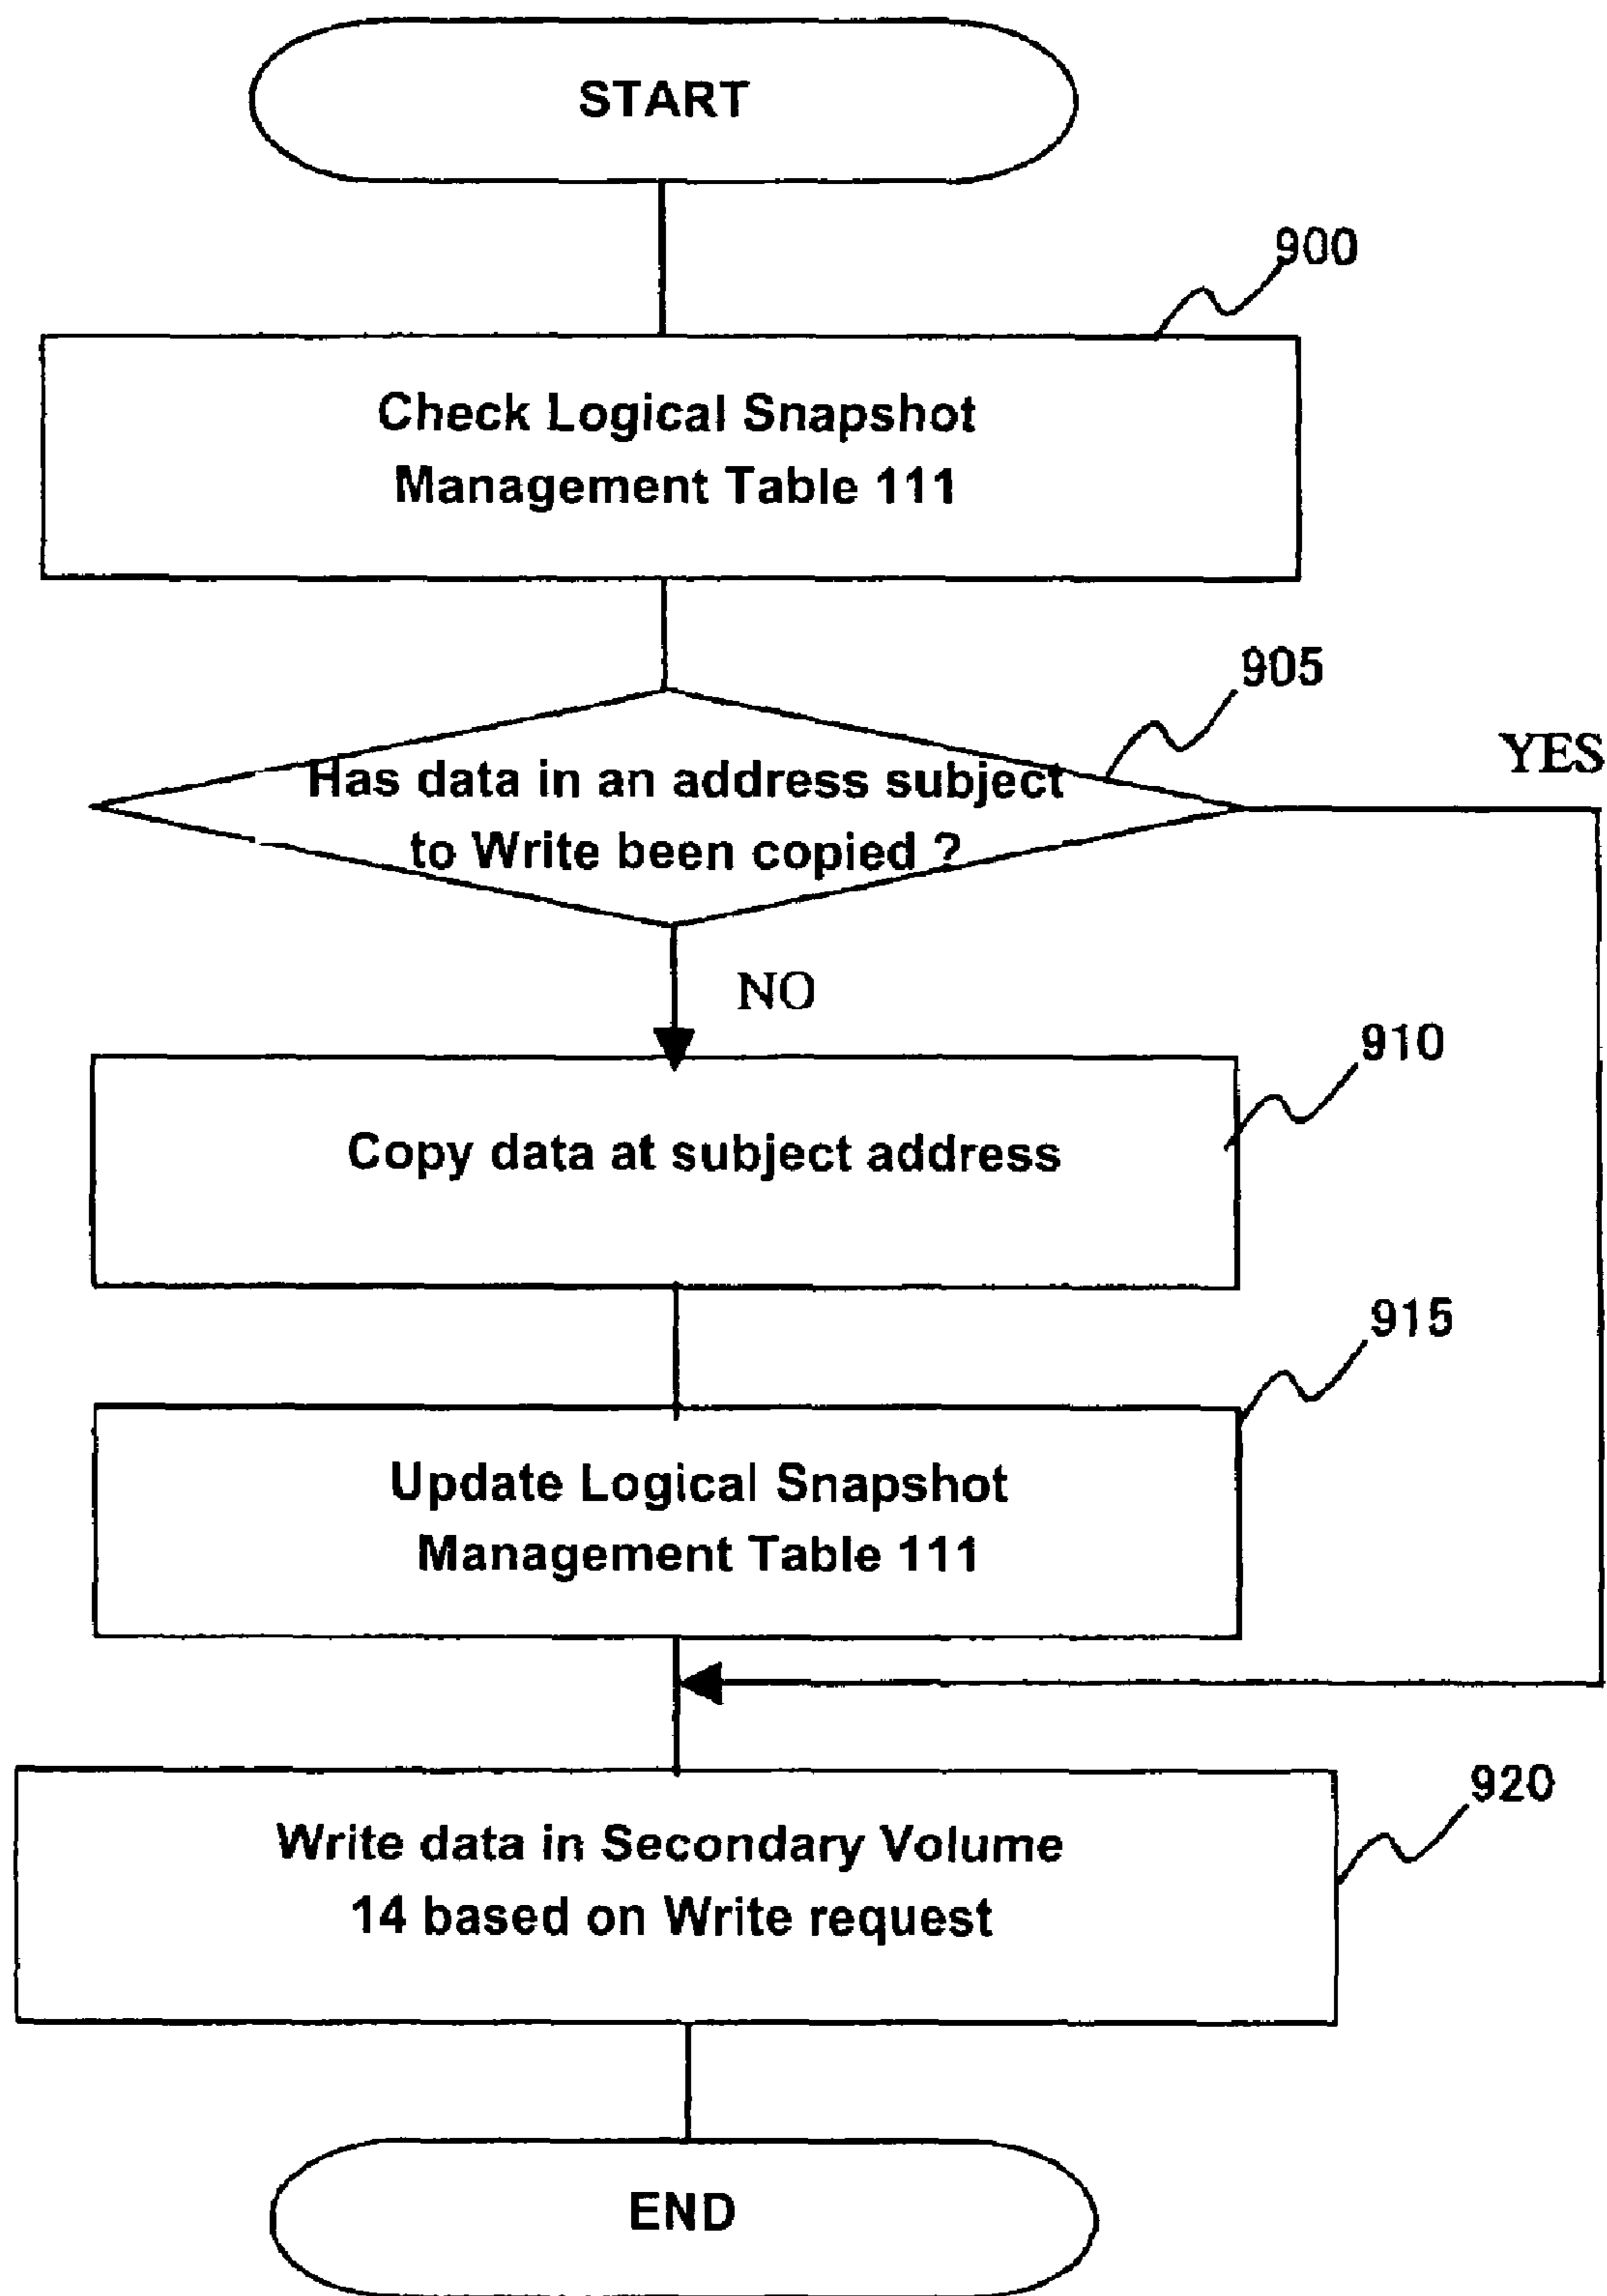 START
900
Check Logical Snapshot
Management Table 111
905
YES
Has data in an address subject
to Write been copied ?
NO
910
Copy data at subject address
915
Update Logical Snapshot
Management Table 111
920
Write data in Secondary Volume
14 based on Write request
END